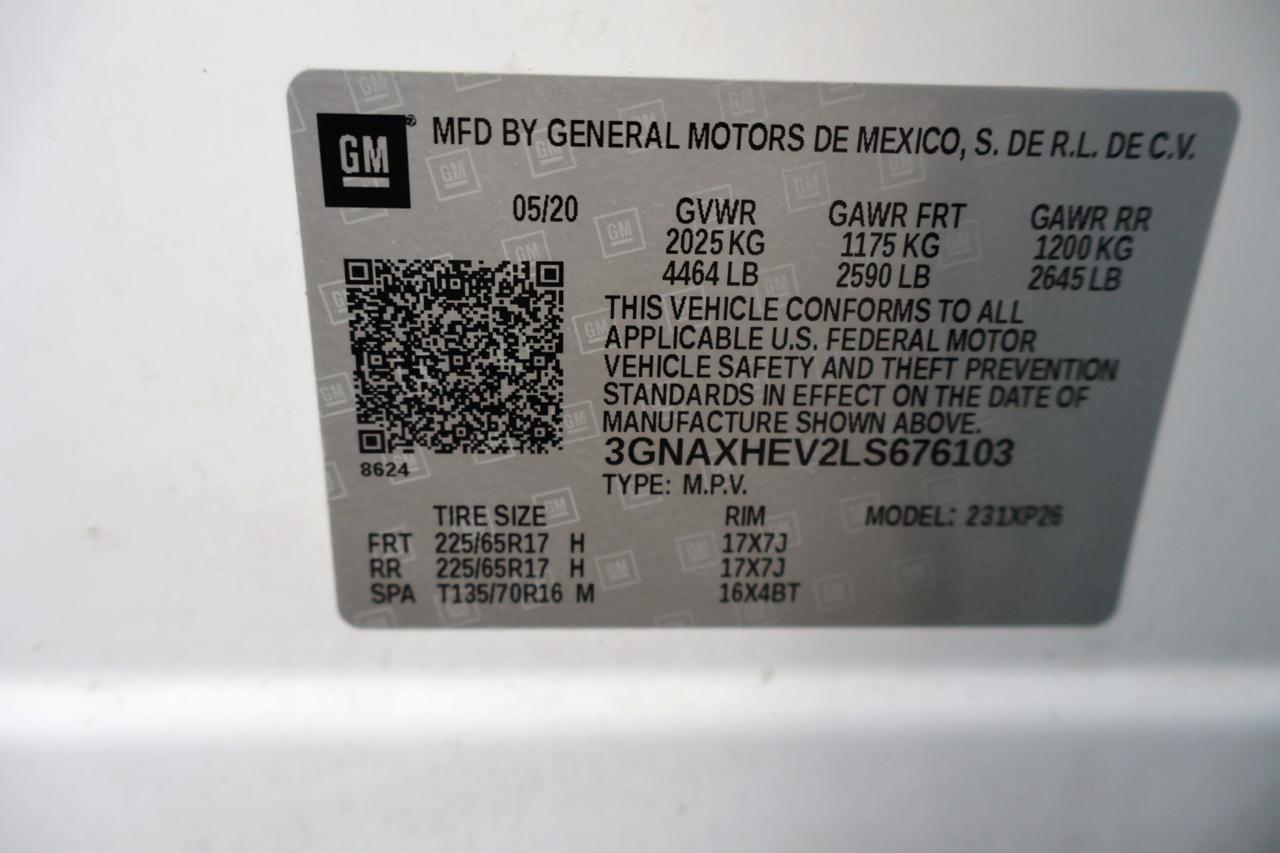 GM® MFD BY GENERAL MOTORS DE MEXICO, S. DE R.L. DE C.V.
05/20 GVWR GAWR FRT GAWR RR
2025 KG 1175 KG 1200 KG
4464 LB 2590 LB 2645 LB
THIS VEHICLE CONFORMS TO ALL
APPLICABLE U.S. FEDERAL MOTOR
VEHICLE SAFETY AND THEFT PREVENTION
STANDARDS IN EFFECT ON THE DATE OF
MANUFACTURE SHOWN ABOVE.
3GNAXHEV2LS676103
8624
TYPE: M.P.V.
TIRE SIZE RIM MODEL: 231XP26
FRT 225/65R17 H 17X7J
RR 225/65R17 H 17X7J
SPA T135/70R16 M 16X4BT